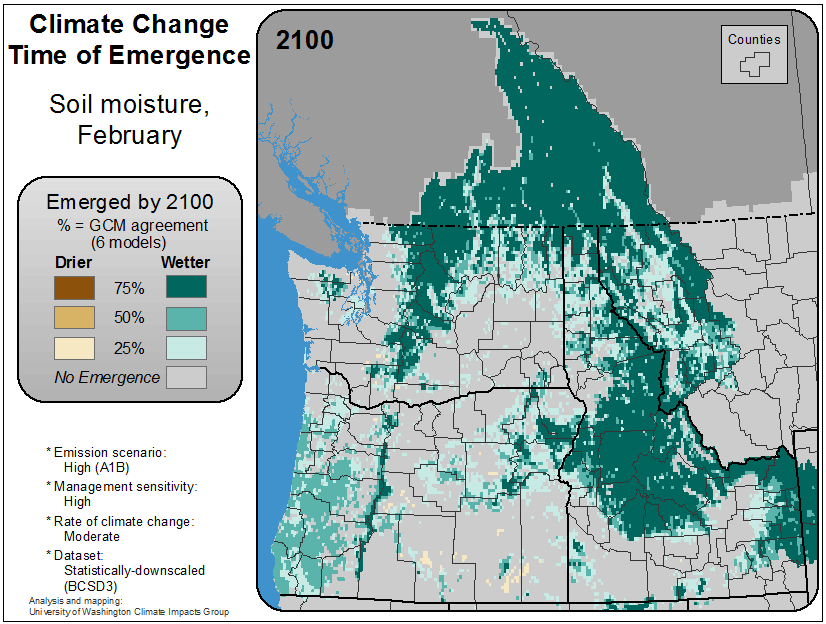 Climate Change
Time of Emergence
Soil moisture,
February
Emerged by 2100
% = GCM agreement
(6 models)
Drier Wetter
75%
50%
25%
No Emergence
* Emission scenario:
High (A1B)
* Management sensitivity:
High
* Rate of climate change:
Moderate
* Dataset:
Statistically-downscaled
(BCSD3)
Analysis and mapping:
University of Washington Climate Impacts Group
2100
Counties